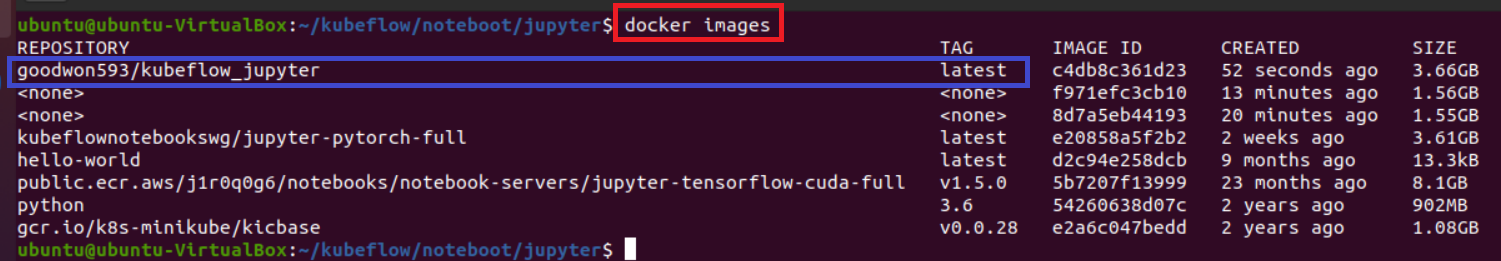 ubuntu@ubuntu-VirtualBox:~/kubeflow/noteboot/jupyter$ docker images
REPOSITORY TAG IMAGE ID CREATED SIZE
goodwon593/kubeflow_jupyter latest c4db8c361d23 52 seconds ago 3.66GB
<none> <none> f971efc3cb10 13 minutes ago 1.56GB
<none> <none> 8d7a5eb44193 20 minutes ago 1.55GB
kubeflownotebookswg/jupyter-pytorch-full latest e20858a5f2b2 2 weeks ago 3.61GB
hello-world latest d2c94e258dcb 9 months ago 13.3kB
public.ecr.aws/j1r0q0g6/notebooks/notebook-servers/jupyter-tensorflow-cuda-full v1.5.0 5b7207f13999 23 months ago 8.1GB
python 3.6 54260638d07c 2 years ago 902MB
gcr.io/k8s-minikube/kicbase v0.0.28 e2a6c047bedd 2 years ago 1.08GB
ubuntu@ubuntu-VirtualBox:~/kubeflow/noteboot/jupyter$